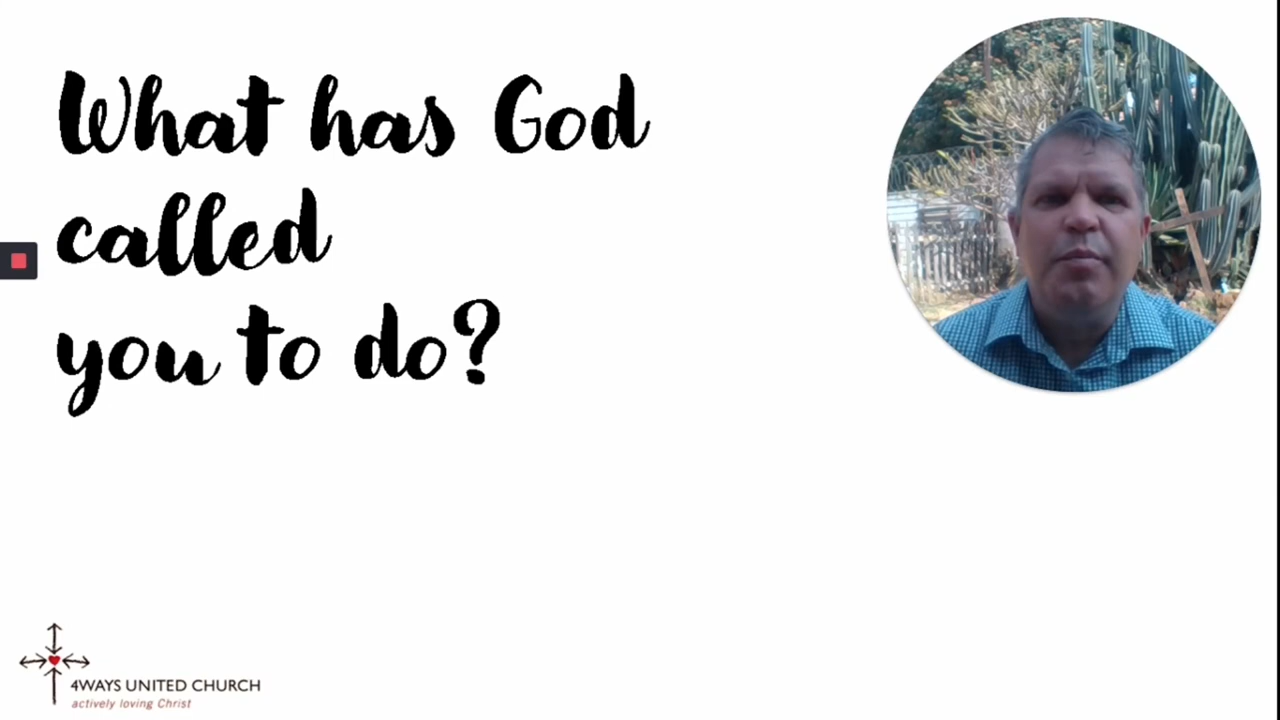 What has God
called
you to do?
4WAYS UNITED CHURCH
actively loving Christ